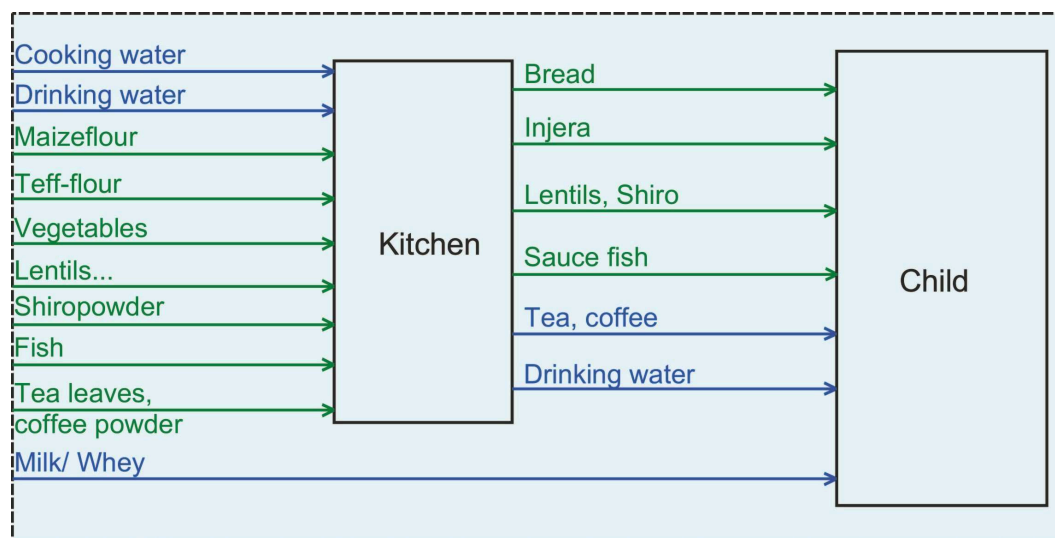 Cooking water
Drinking water
Maizeflour
Teff-flour
Vegetables
Lentils...
Shiropowder
Fish
Tea leaves,
coffee powder
Milk/ Whey
Kitchen
Bread
Injera
Lentils, Shiro
Sauce fish
Tea, coffee
Drinking water
Child